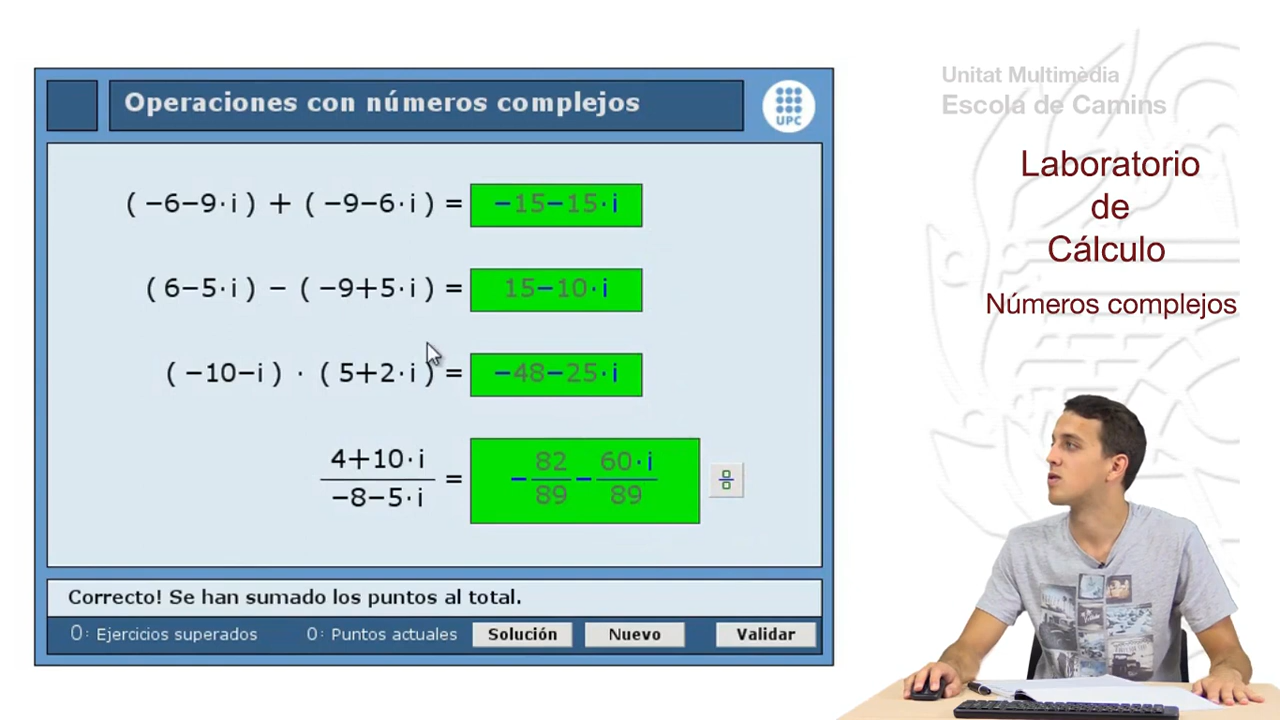 Operaciones con números complejos
UPC
(−6−9·i) + (−9−6·i) = −15−15·i
(6−5·i) − (−9+5·i) = 15−10·i
(−10−i) · (5+2·i) = −48−25·i
4+10·i / −8−5·i = −82/89 − 60·i/89
Correcto! Se han sumado los puntos al total.
0: Ejercicios superados 0: Puntos actuales Solución Nuevo Validar
Unitat Multimèdia
Escola de Camins
Laboratorio
de
Cálculo
Números complejos